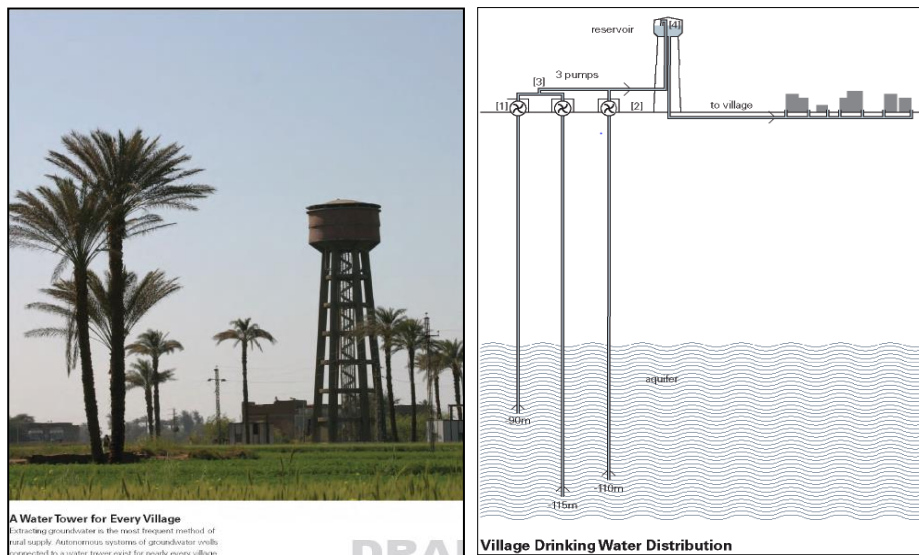 A Water Tower for Every Village
Extracting groundwater is the most frequent method of
rural supply. Autonomous systems of groundwater wells
connected to a water tower exist for nearly every village
reservoir
[4]
3 pumps
[3]
[1]
[2]
to village
aquifer
-90m
-110m
-115m
Village Drinking Water Distribution